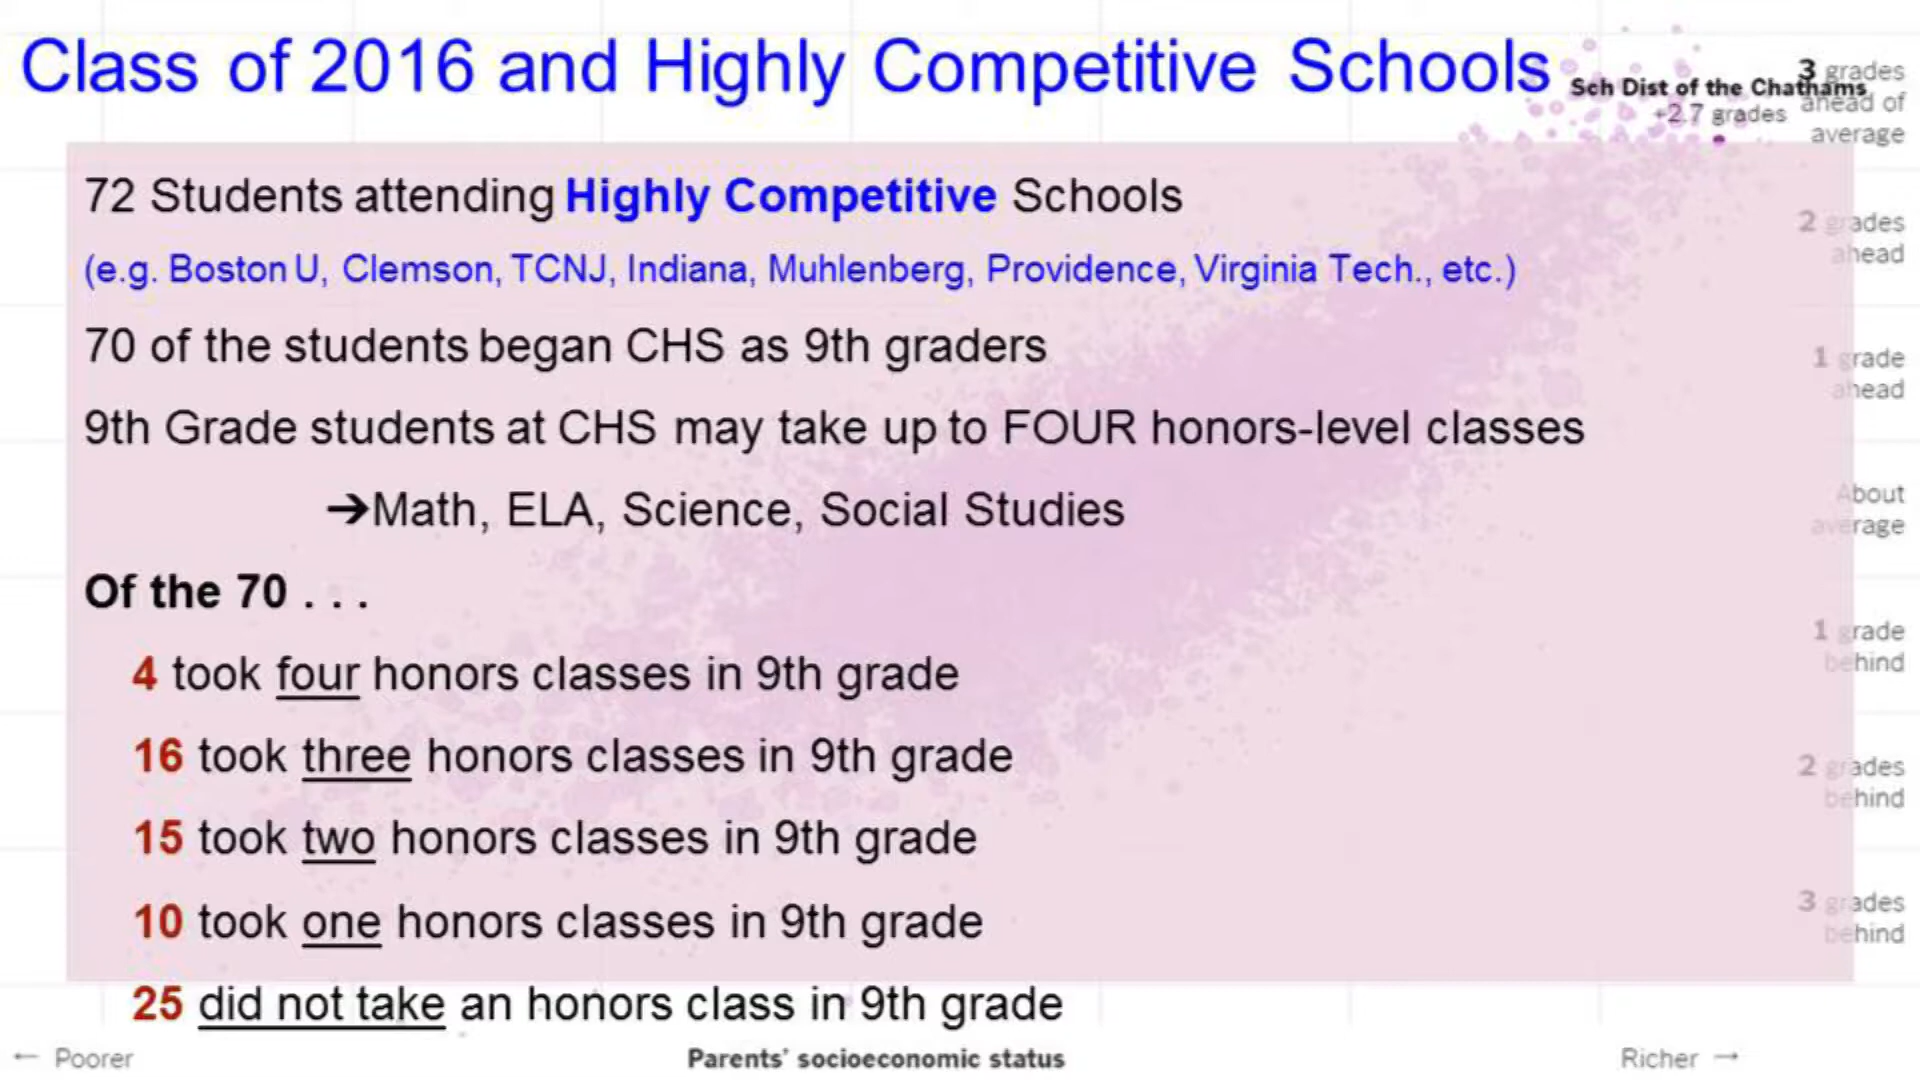 Class of 2016 and Highly Competitive Schools
Sch Dist of the Chathams
+2.7 grades
3 grades
ahead of
average
72 Students attending Highly Competitive Schools
(e.g. Boston U, Clemson, TCNJ, Indiana, Muhlenberg, Providence, Virginia Tech., etc.)
2 grades
ahead
70 of the students began CHS as 9th graders
1 grade
ahead
9th Grade students at CHS may take up to FOUR honors-level classes
➔Math, ELA, Science, Social Studies
About
average
Of the 70 . . .
4 took four honors classes in 9th grade
1 grade
behind
16 took three honors classes in 9th grade
2 grades
behind
15 took two honors classes in 9th grade
10 took one honors classes in 9th grade
3 grades
behind
25 did not take an honors class in 9th grade
← Poorer
Parents' socioeconomic status
Richer →